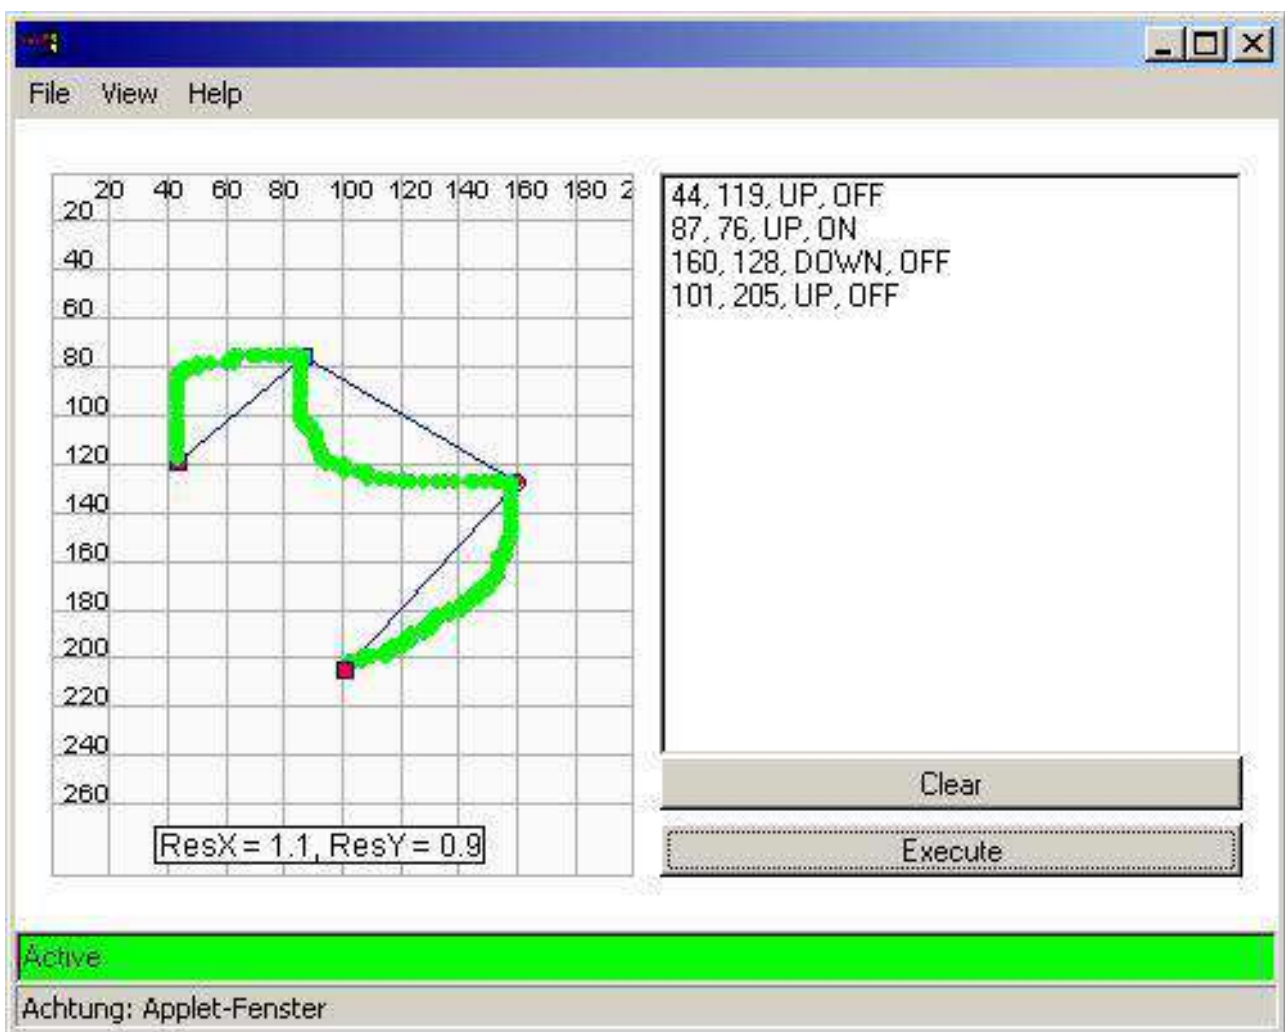 File View Help
20 40 60 80 100 120 140 160 180 2
20
40
60
80
100
120
140
160
180
200
220
240
260
ResX = 1.1, ResY = 0.9
44, 119, UP, OFF
87, 76, UP, ON
160, 128, DOWN, OFF
101, 205, UP, OFF
Clear
Execute
Active
Achtung: Applet-Fenster